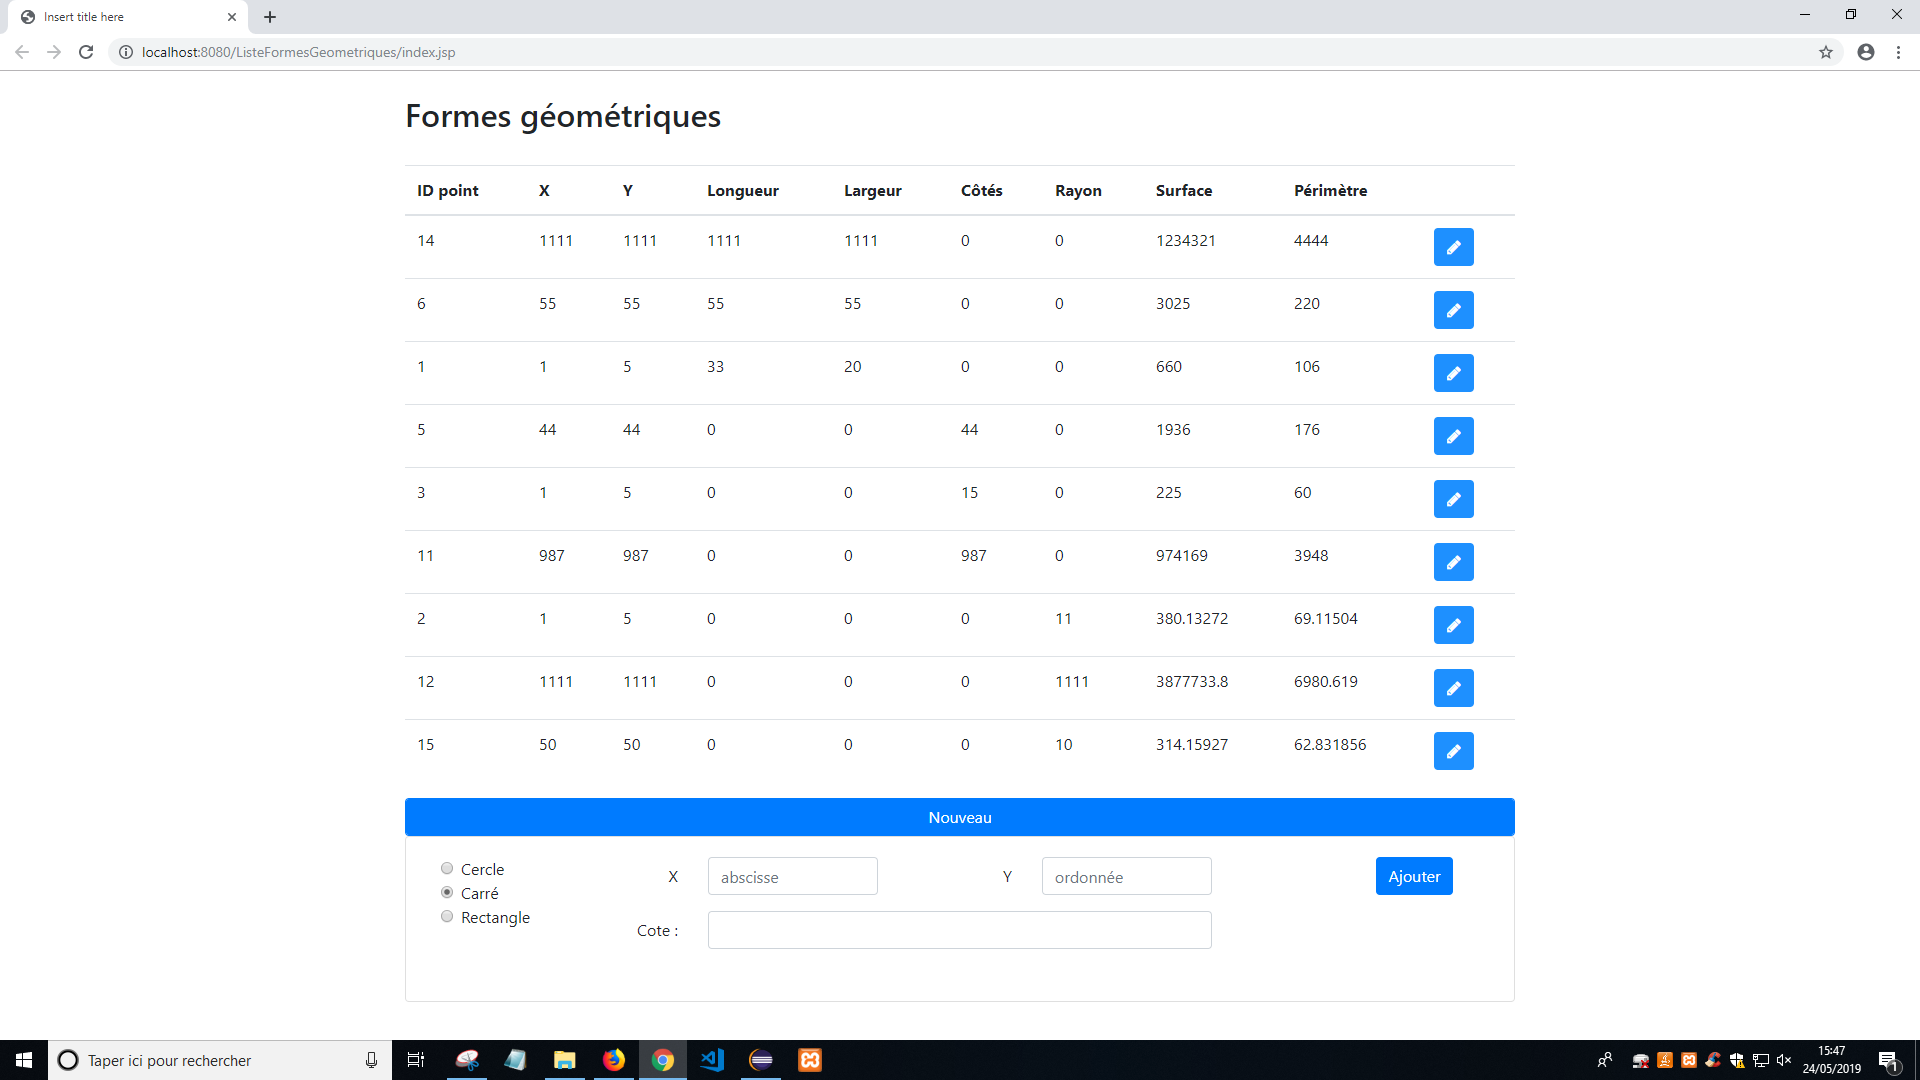 Insert title here
localhost:8080/ListeFormesGeometriques/index.jsp
Formes géométriques
ID point X Y Longueur Largeur Côtés Rayon Surface Périmètre
14 1111 1111 1111 1111 0 0 1234321 4444
6 55 55 55 55 0 0 3025 220
1 1 5 33 20 0 0 660 106
5 44 44 0 0 44 0 1936 176
3 1 5 0 0 15 0 225 60
11 987 987 0 0 987 0 974169 3948
2 1 5 0 0 0 11 380.13272 69.11504
12 1111 1111 0 0 0 1111 3877733.8 6980.619
15 50 50 0 0 0 10 314.15927 62.831856
Nouveau
Cercle
Carré
Rectangle
X abscisse Y ordonnée Ajouter
Cote :
Taper ici pour rechercher
15:47
24/05/2019
1